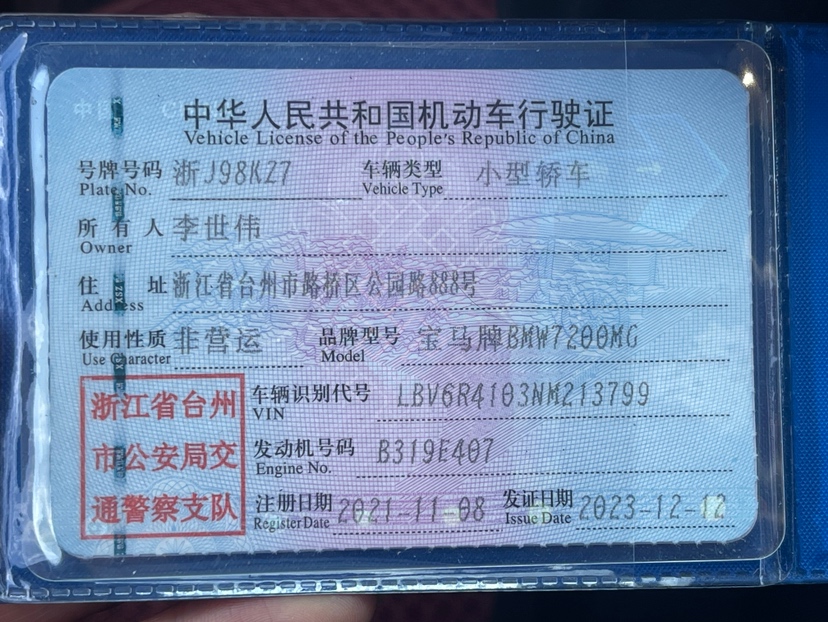 中华人民共和国机动车行驶证
Vehicle License of the People's Republic of China
号牌号码 浙J98KZ7 车辆类型 小型轿车
Plate No. Vehicle Type
所有人 李世伟
Owner
住址 浙江省台州市路桥区公园路888号
Address
使用性质 非营运 品牌型号 宝马牌BMW7200MG
Use Character Model
浙江省台州
市公安局交
通警察支队
车辆识别代号 LBV6R4103NM213799
VIN
发动机号码 B319E407
Engine No.
注册日期 2021-11-08 发证日期 2023-12-12
Register Date Issue Date